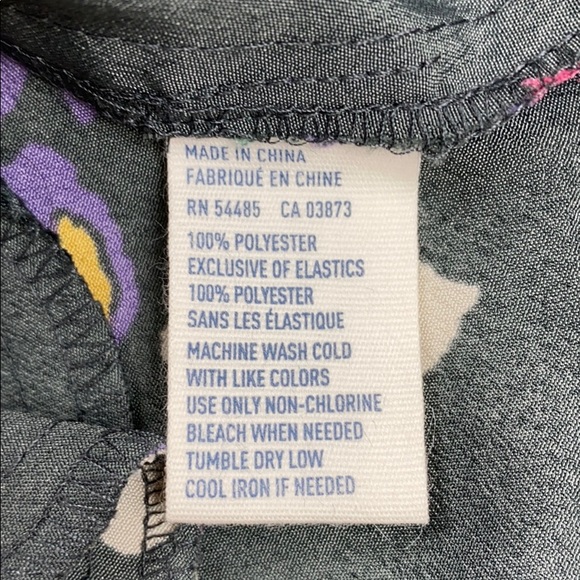 MADE IN CHINA
FABRIQUÉ EN CHINE
RN 54485 CA 03873
100% POLYESTER
EXCLUSIVE OF ELASTICS
100% POLYESTER
SANS LES ÉLASTIQUE
MACHINE WASH COLD
WITH LIKE COLORS
USE ONLY NON-CHLORINE
BLEACH WHEN NEEDED
TUMBLE DRY LOW
COOL IRON IF NEEDED